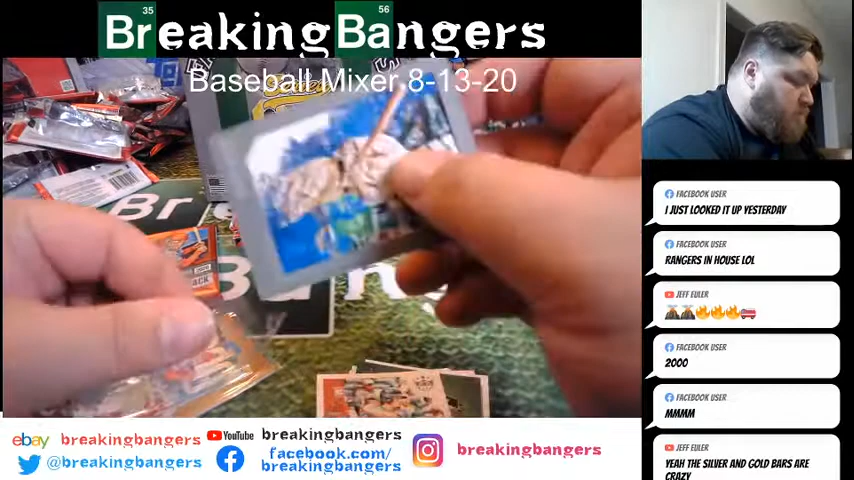 35 56
BreakingBangers
Baseball Mixer 8-13-20
Br
FACEBOOK USER
I JUST LOOKED IT UP YESTERDAY
FACEBOOK USER
RANGERS IN HOUSE LOL
JEFF EULER
FACEBOOK USER
2000
FACEBOOK USER
MMMM
JEFF EULER
YEAH THE SILVER AND GOLD BARS ARE
CRAZY
ebay breakingbangers YouTube breakingbangers
@breakingbangers facebook.com/
breakingbangers
breakingbangers